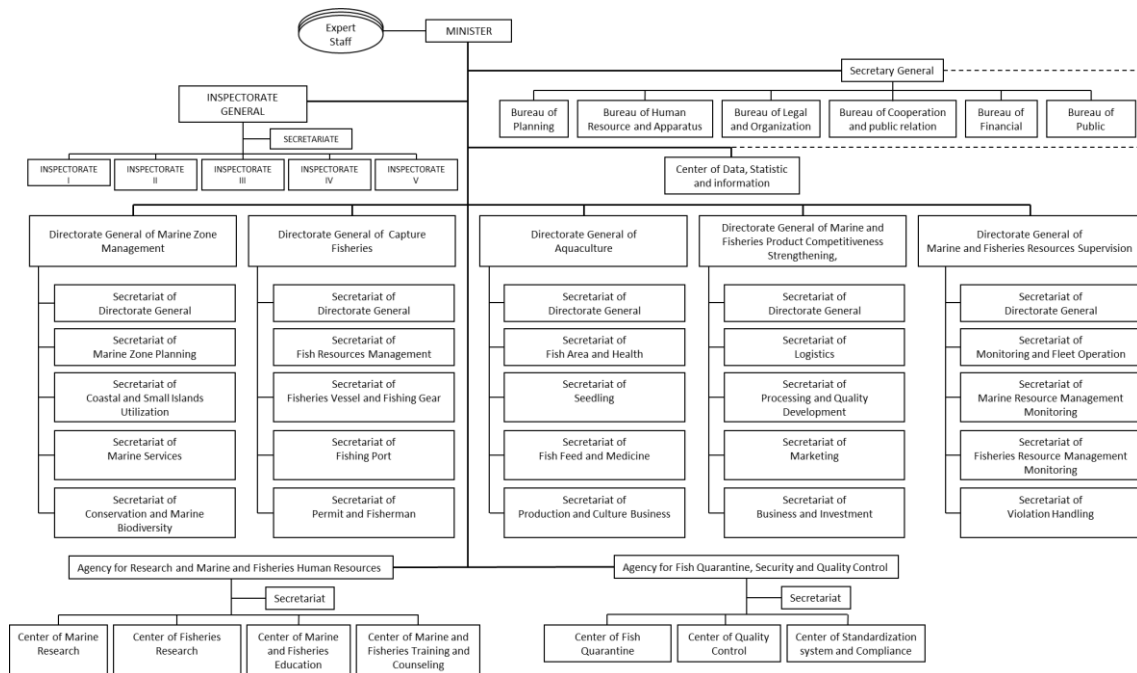 Expert
Staff
MINISTER
Secretary General
INSPECTORATE
GENERAL
Bureau of
Planning
Bureau of Human
Resource and Apparatus
Bureau of Legal
and Organization
Bureau of Cooperation
and public relation
Bureau of
Financial
Bureau of
Public
SECRETARIATE
INSPECTORATE
I
INSPECTORATE
II
INSPECTORATE
III
INSPECTORATE
IV
INSPECTORATE
V
Center of Data, Statistic
and information
Directorate General of Marine Zone
Management
Directorate General of Capture
Fisheries
Directorate General of
Aquaculture
Directorate General of Marine and
Fisheries Product Competitiveness
Strengthening,
Directorate General of
Marine and Fisheries Resources Supervision
Secretariat of
Directorate General
Secretariat of
Marine Zone Planning
Secretariat of
Coastal and Small Islands
Utilization
Secretariat of
Marine Services
Secretariat of
Conservation and Marine
Biodiversity
Secretariat of
Directorate General
Secretariat of
Fish Resources Management
Secretariat of
Fisheries Vessel and Fishing Gear
Secretariat of
Fishing Port
Secretariat of
Permit and Fisherman
Secretariat of
Directorate General
Secretariat of
Fish Area and Health
Secretariat of
Seedling
Secretariat of
Fish Feed and Medicine
Secretariat of
Production and Culture Business
Secretariat of
Directorate General
Secretariat of
Logistics
Secretariat of
Processing and Quality
Development
Secretariat of
Marketing
Secretariat of
Business and Investment
Secretariat of
Directorate General
Secretariat of
Monitoring and Fleet Operation
Secretariat of
Marine Resource Management
Monitoring
Secretariat of
Fisheries Resource Management
Monitoring
Secretariat of
Violation Handling
Agency for Research and Marine and Fisheries Human Resources
Secretariat
Center of Marine
Research
Center of Fisheries
Research
Center of Marine
and Fisheries
Education
Center of Marine and
Fisheries Training and
Counseling
Agency for Fish Quarantine, Security and Quality Control
Secretariat
Center of Fish
Quarantine
Center of Quality
Control
Center of Standardization
system and Compliance